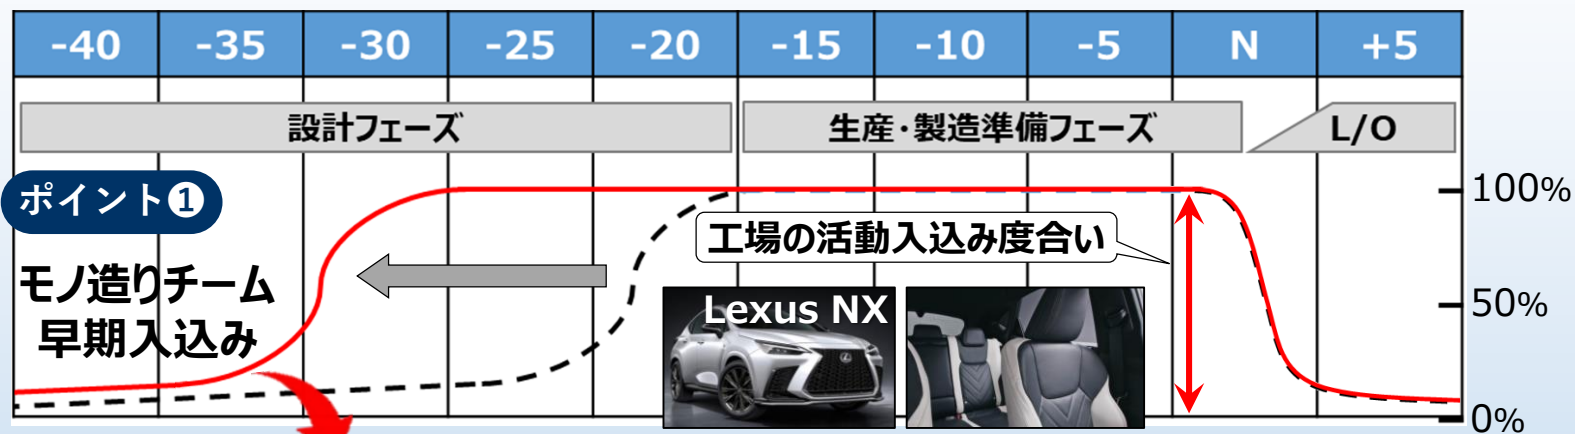 -40 -35 -30 -25 -20 -15 -10 -5 N +5
設計フェーズ 生産・製造準備フェーズ L/O
ポイント❶
モノ造りチーム
早期入込み
工場の活動入込み度合い
Lexus NX
100%
50%
0%